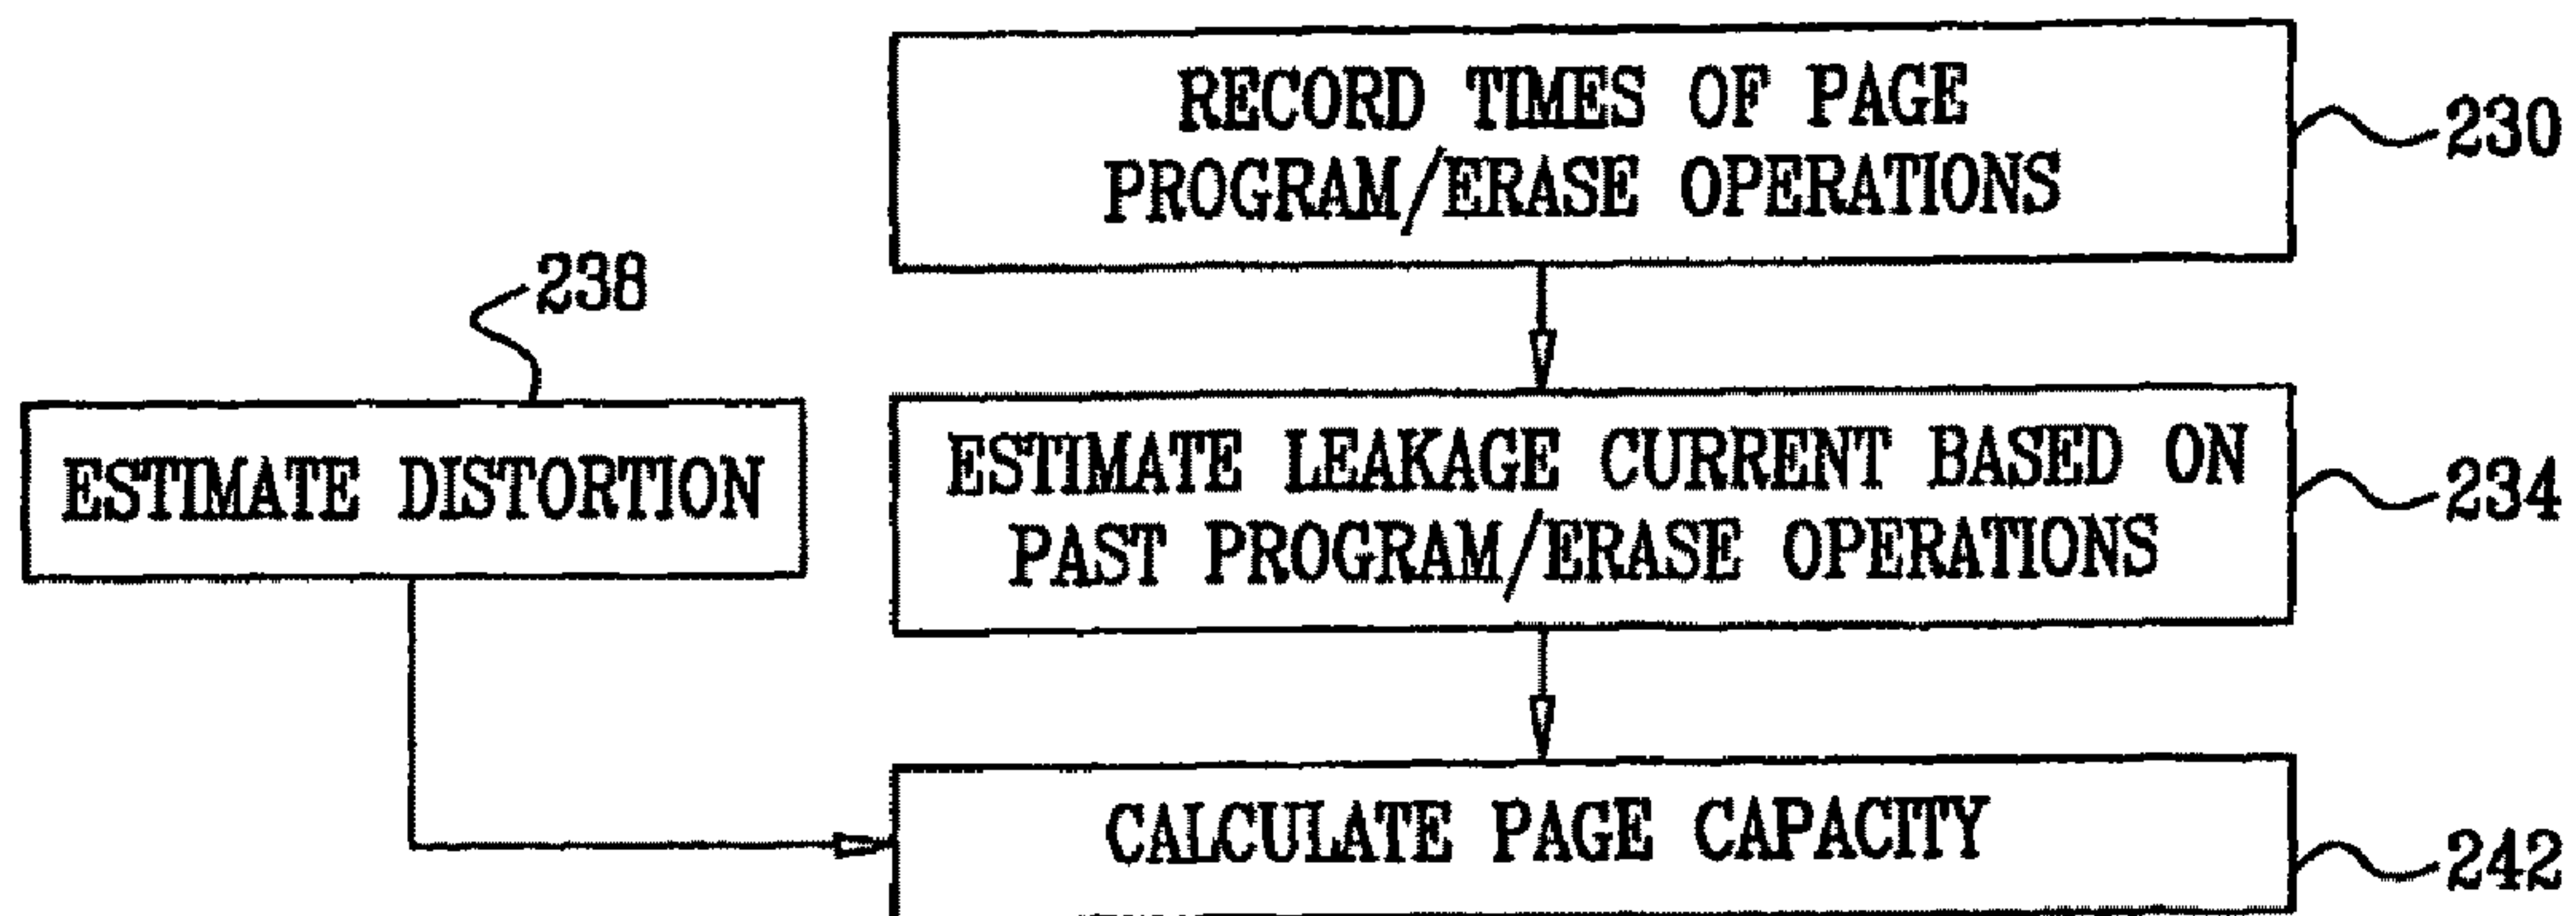 RECORD TIMES OF PAGE
PROGRAM/ERASE OPERATIONS
230
238
ESTIMATE DISTORTION
ESTIMATE LEAKAGE CURRENT BASED ON
PAST PROGRAM/ERASE OPERATIONS
234
CALCULATE PAGE CAPACITY
242